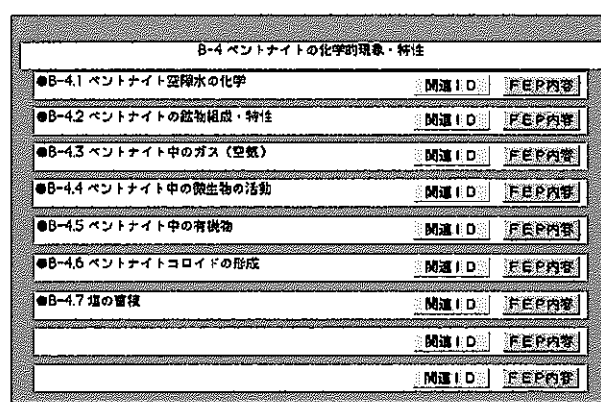 B-4 ベントナイトの化学的現象・特性
●B-4.1 ベントナイト空隙水の化学 関連ID FEP内容
●B-4.2 ベントナイトの鉱物組成・特性 関連ID FEP内容
●B-4.3 ベントナイト中のガス（空気） 関連ID FEP内容
●B-4.4 ベントナイト中の微生物の活動 関連ID FEP内容
●B-4.5 ベントナイト中の有機物 関連ID FEP内容
●B-4.6 ベントナイトコロイドの形成 関連ID FEP内容
●B-4.7 塩の蓄積 関連ID FEP内容
関連ID FEP内容
関連ID FEP内容